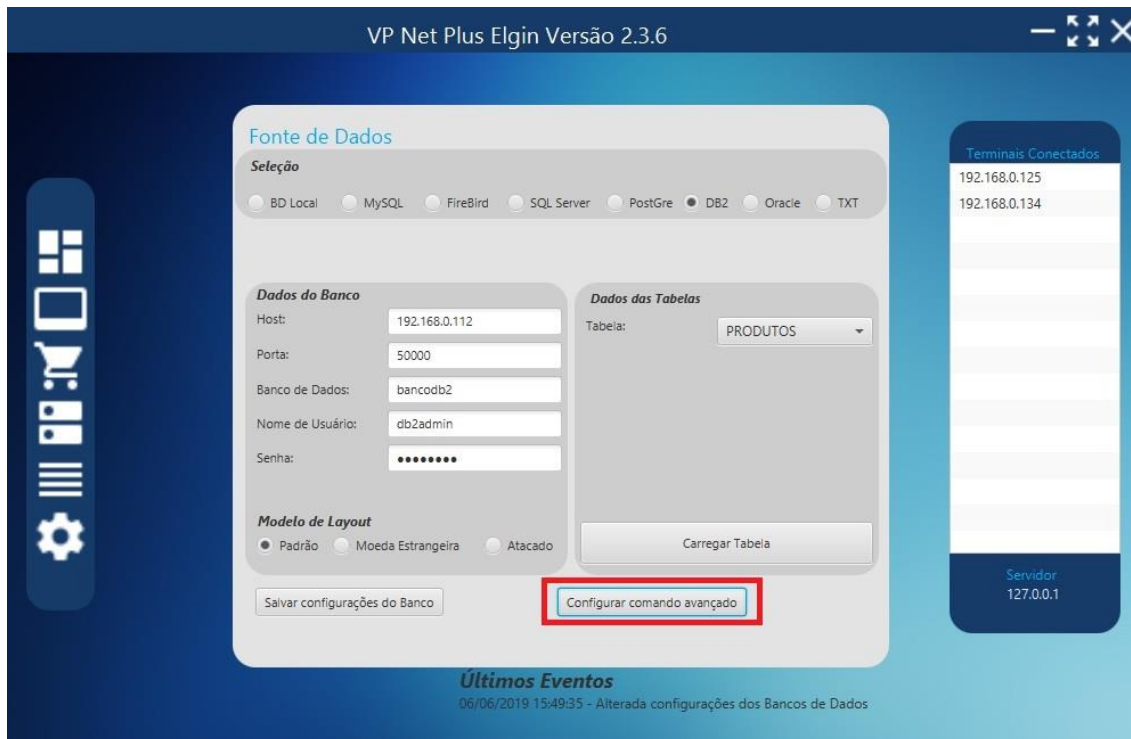 VP Net Plus Elgin Versão 2.3.6
Fonte de Dados
Seleção
BD Local MySQL FireBird SQL Server PostGre DB2 Oracle TXT
Dados do Banco
Host: 192.168.0.112
Porta: 50000
Banco de Dados: bancodb2
Nome de Usuário: db2admin
Senha: ••••••••
Modelo de Layout
Padrão Moeda Estrangeira Atacado
Dados das Tabelas
Tabela: PRODUTOS
Carregar Tabela
Salvar configurações do Banco
Configurar comando avançado
Terminais Conectados
192.168.0.125
192.168.0.134
Servidor
127.0.0.1
Últimos Eventos
06/06/2019 15:49:35 - Alterada configurações dos Bancos de Dados